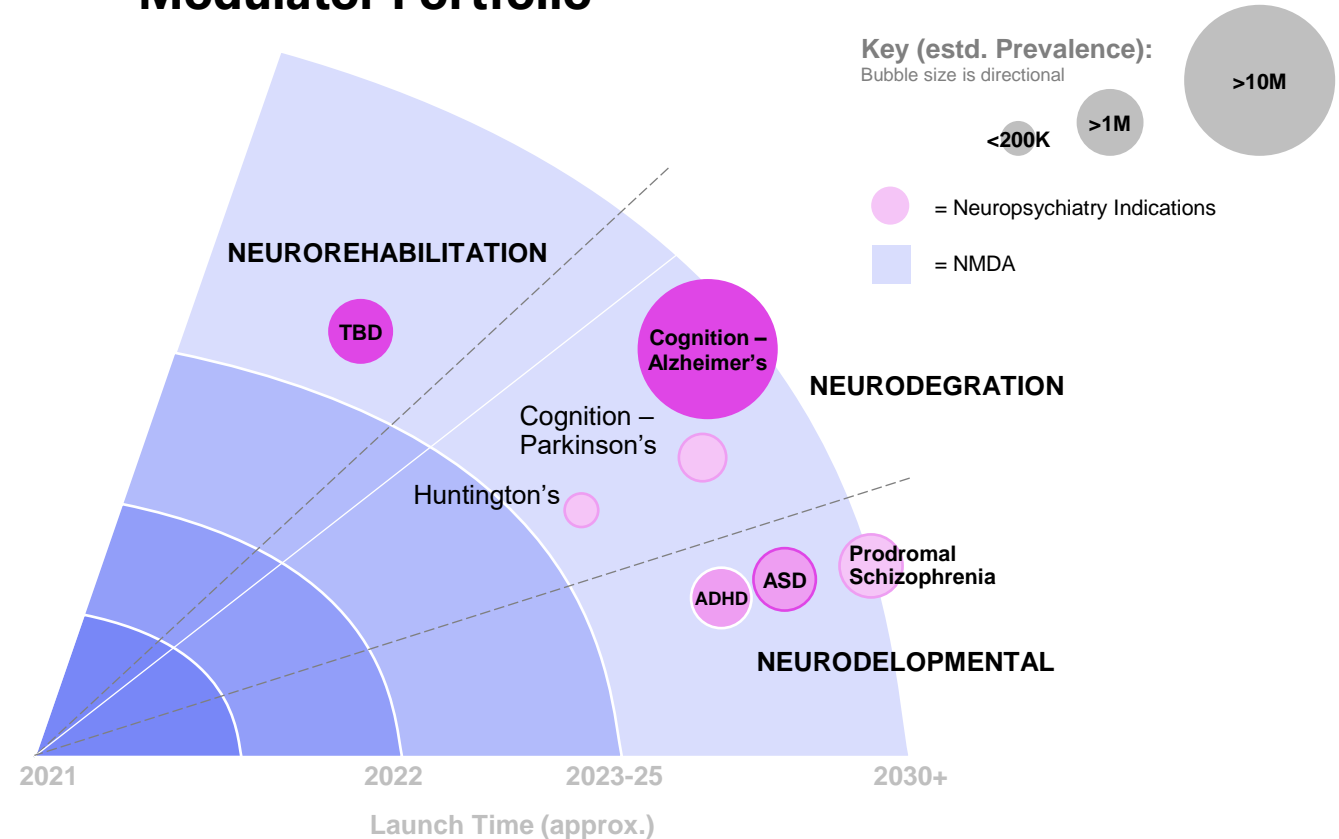 Modulator Portfolio
Key (estd. Prevalence):
Bubble size is directional
<200K
>1M
>10M
= Neuropsychiatry Indications
= NMDA
NEUROREHABILITATION
TBD
Cognition –
Alzheimer's
NEURODEGRATION
Cognition –
Parkinson's
Huntington's
ADHD
ASD
Prodromal
Schizophrenia
NEURODELOPMENTAL
2021
2022
2023-25
2030+
Launch Time (approx.)